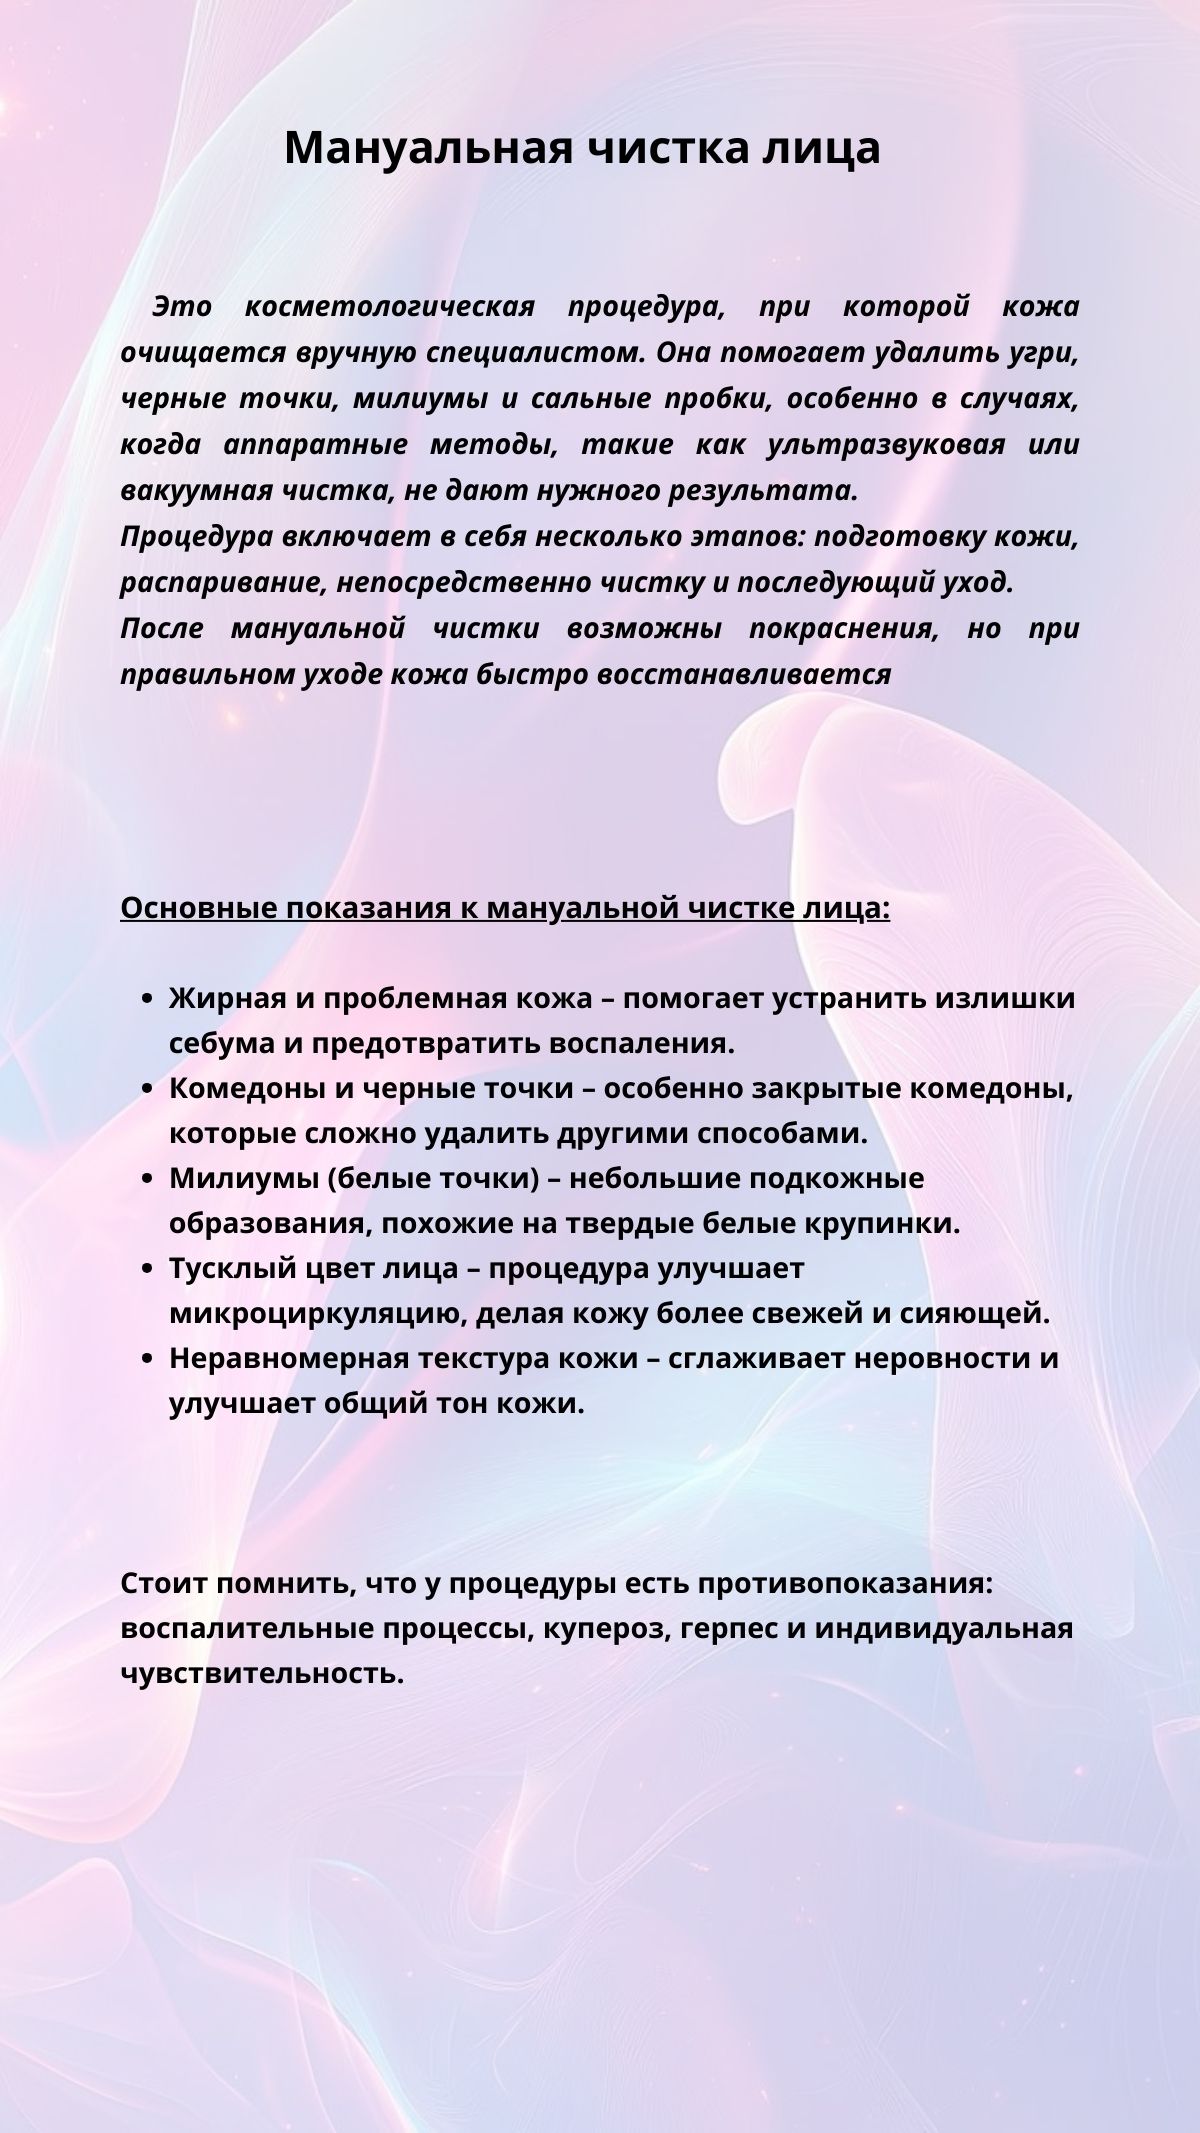 Мануальная чистка лица
Это косметологическая процедура, при которой кожа
очищается вручную специалистом. Она помогает удалить угри,
черные точки, милиумы и сальные пробки, особенно в случаях,
когда аппаратные методы, такие как ультразвуковая или
вакуумная чистка, не дают нужного результата.
Процедура включает в себя несколько этапов: подготовку кожи,
распаривание, непосредственно чистку и последующий уход.
После мануальной чистки возможны покраснения, но при
правильном уходе кожа быстро восстанавливается
Основные показания к мануальной чистке лица:
• Жирная и проблемная кожа – помогает устранить излишки
себума и предотвратить воспаления.
• Комедоны и черные точки – особенно закрытые комедоны,
которые сложно удалить другими способами.
• Милиумы (белые точки) – небольшие подкожные
образования, похожие на твердые белые крупинки.
• Тусклый цвет лица – процедура улучшает
микроциркуляцию, делая кожу более свежей и сияющей.
• Неравномерная текстура кожи – сглаживает неровности и
улучшает общий тон кожи.
Стоит помнить, что у процедуры есть противопоказания:
воспалительные процессы, купероз, герпес и индивидуальная
чувствительность.